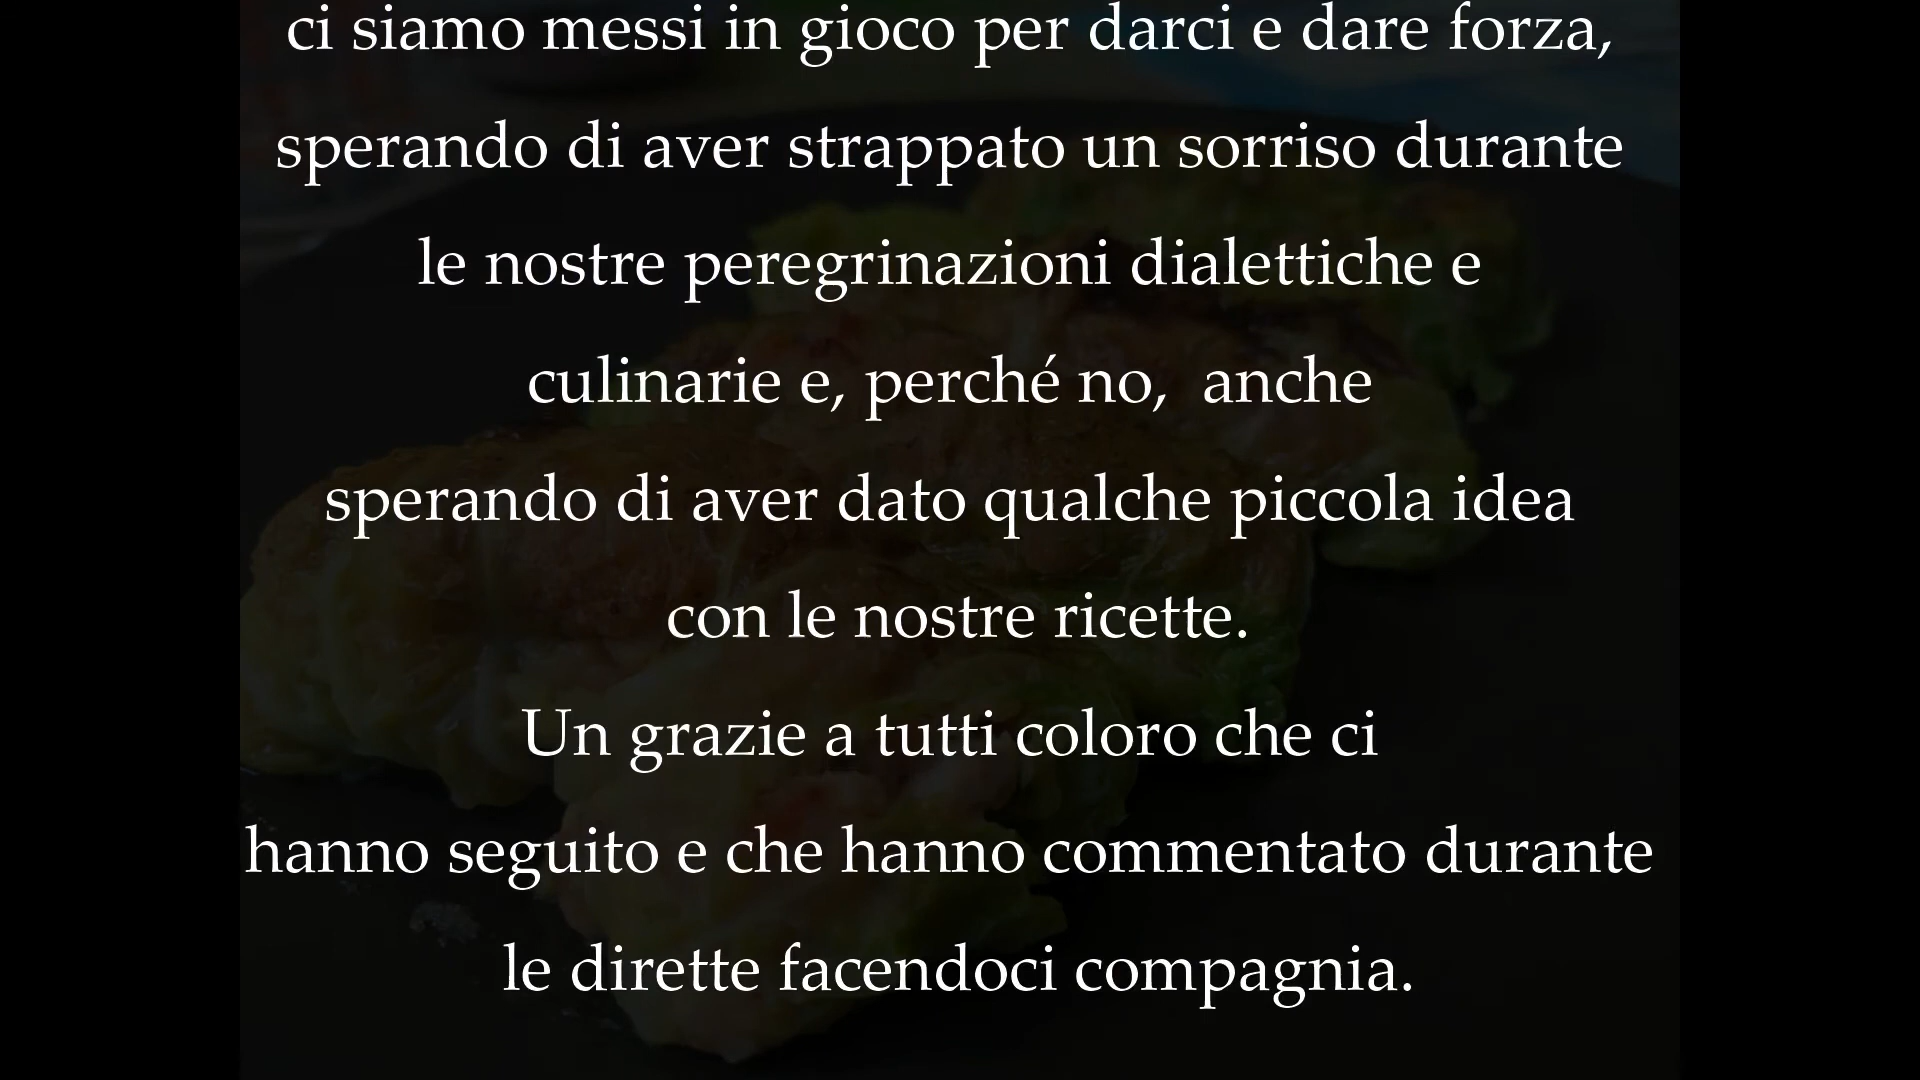 ci siamo messi in gioco per darci e dare forza,
sperando di aver strappato un sorriso durante
le nostre peregrinazioni dialettiche e
culinarie e, perché no,  anche
sperando di aver dato qualche piccola idea
con le nostre ricette.
Un grazie a tutti coloro che ci
hanno seguito e che hanno commentato durante
le dirette facendoci compagnia.